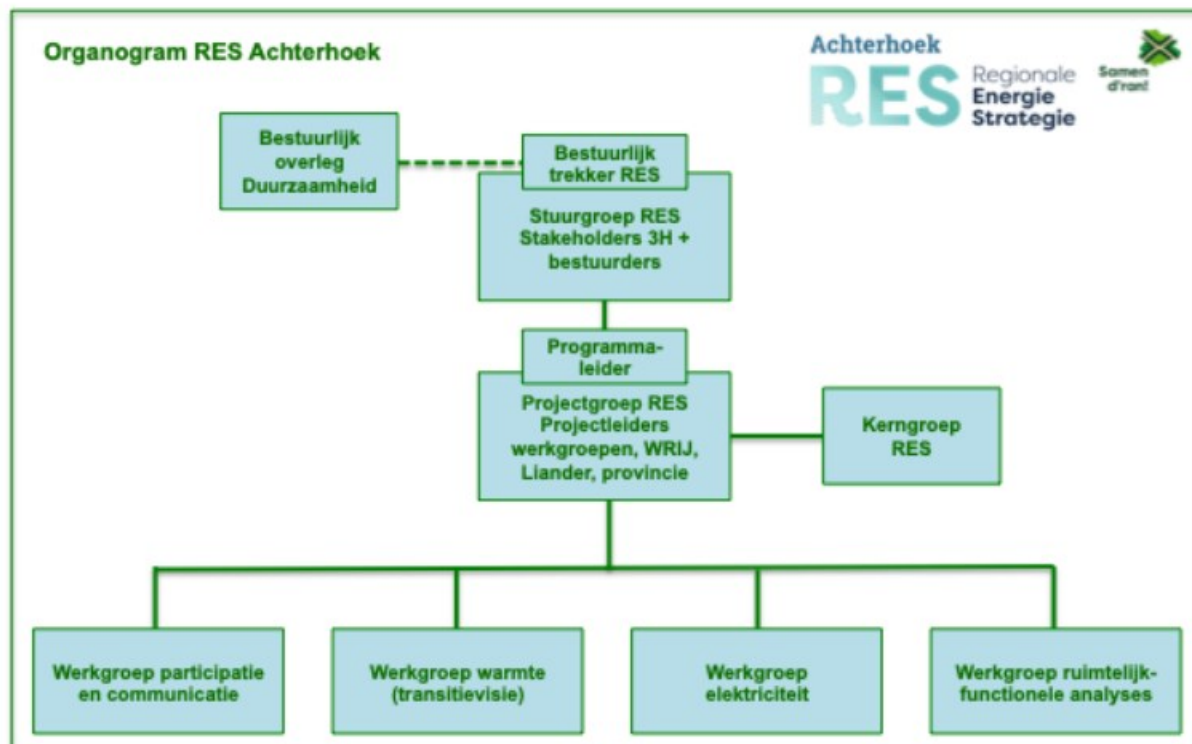 Organogram RES Achterhoek
Achterhoek
RES
Regionale
Energie
Strategie
Samen
d'ran!
Bestuurlijk
overleg
Duurzaamheid
Bestuurlijk
trekker RES
Stuurgroep RES
Stakeholders 3H +
bestuurders
Programma-
leider
Projectgroep RES
Projectleiders
werkgroepen, WRIJ,
Liander, provincie
Kerngroep
RES
Werkgroep participatie
en communicatie
Werkgroep warmte
(transitievisie)
Werkgroep
elektriciteit
Werkgroep ruimtelijk-
functionele analyses